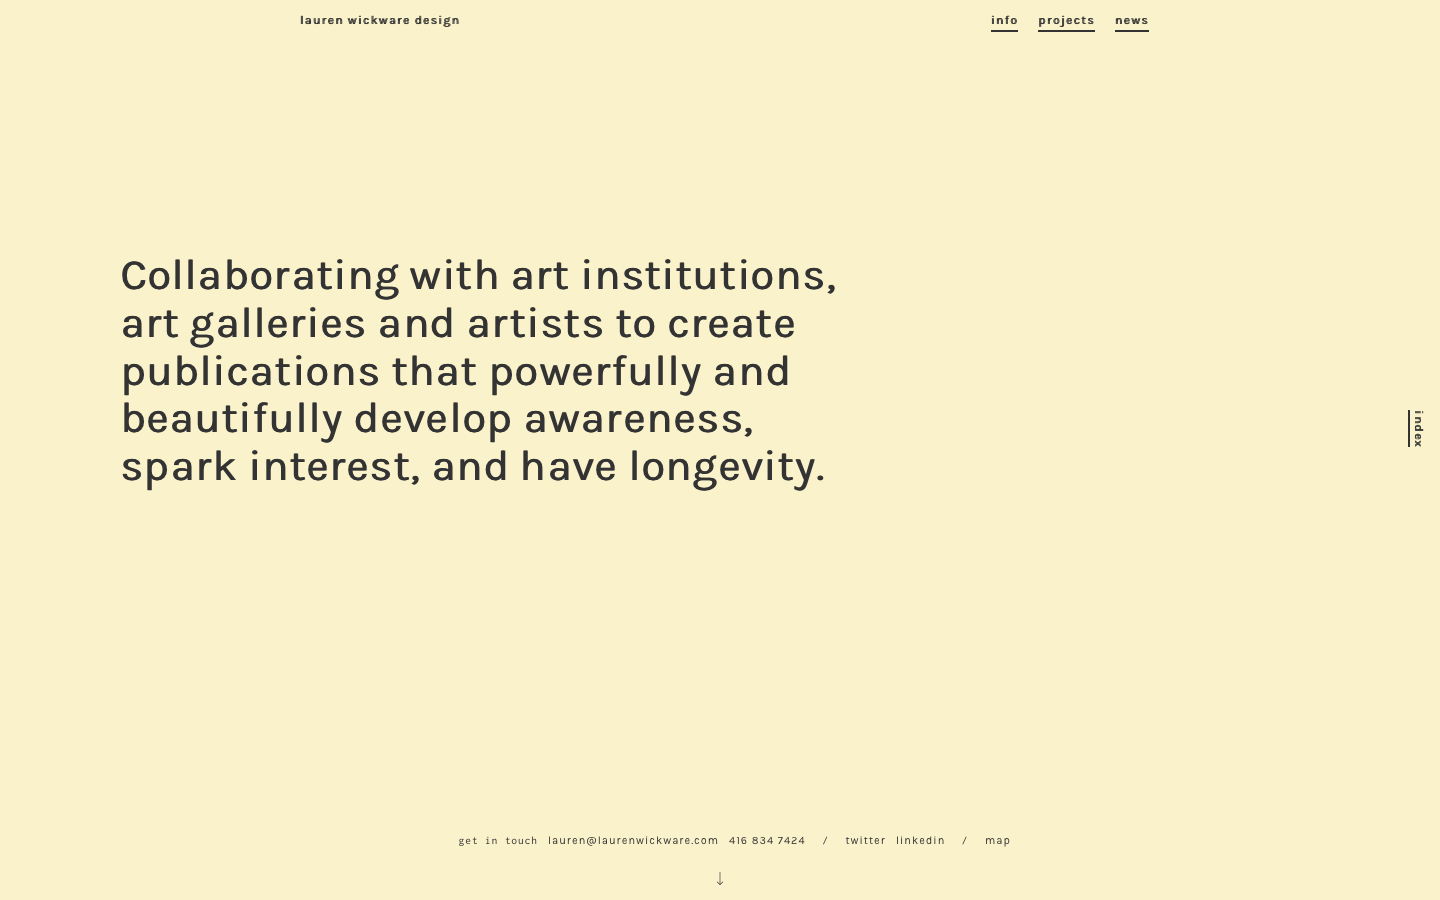 lauren wickware design
info projects news
Collaborating with art institutions,
art galleries and artists to create
publications that powerfully and
beautifully develop awareness,
spark interest, and have longevity.
index
get in touch lauren@laurenwickware.com 416 834 7424 / twitter linkedin / map
↓